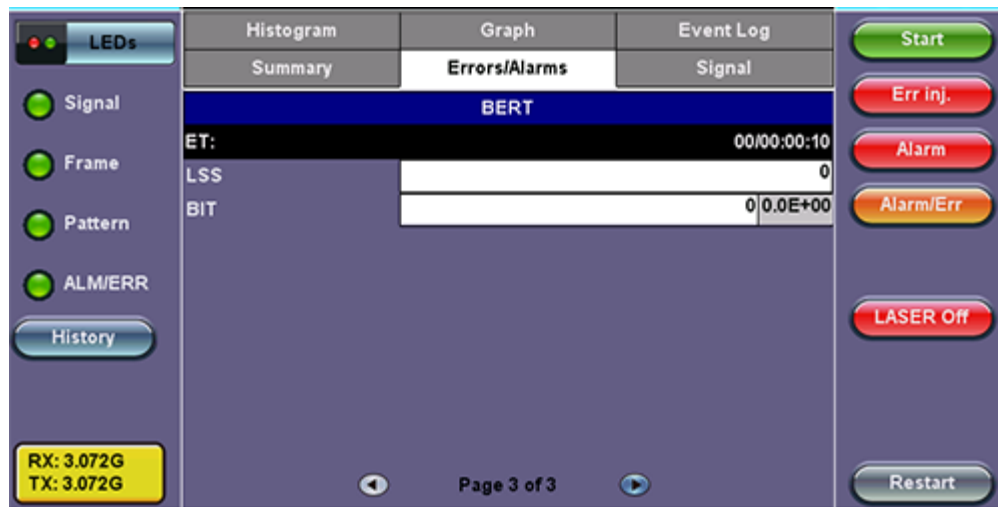 LEDs
Signal
Frame
Pattern
ALM/ERR
History
RX: 3.072G
TX: 3.072G
Histogram Graph Event Log
Summary Errors/Alarms Signal
BERT
ET: 00/00:00:10
LSS 0
BIT 0 0.0E+00
Page 3 of 3
Start
Err inj.
Alarm
Alarm/Err
LASER Off
Restart